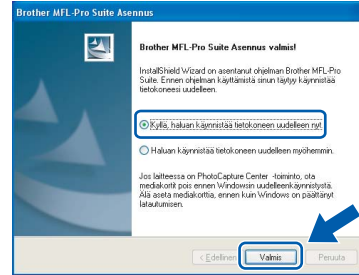 Brother MFL-Pro Suite Asennus
Brother MFL-Pro Suite Asennus valmis!
InstallShield Wizard on asentanut ohjelman Brother MFL-Pro
Suite. Ennen ohjelman käyttämistä sinun täytyy käynnistää
tietokoneesi uudelleen.
Kyllä, haluan käynnistää tietokoneen uudelleen nyt.
Haluan käynnistää tietokoneen uudelleen myöhemmin.
Jos laitteessa on PhotoCapture Center -toiminto, ota
mediakortit pois ennen Windowsin uudelleenkäynnistystä.
Älä aseta mediakorttia, ennen kuin Windows on päättänyt
latautumisen.
< Edellinen Valmis Peruuta